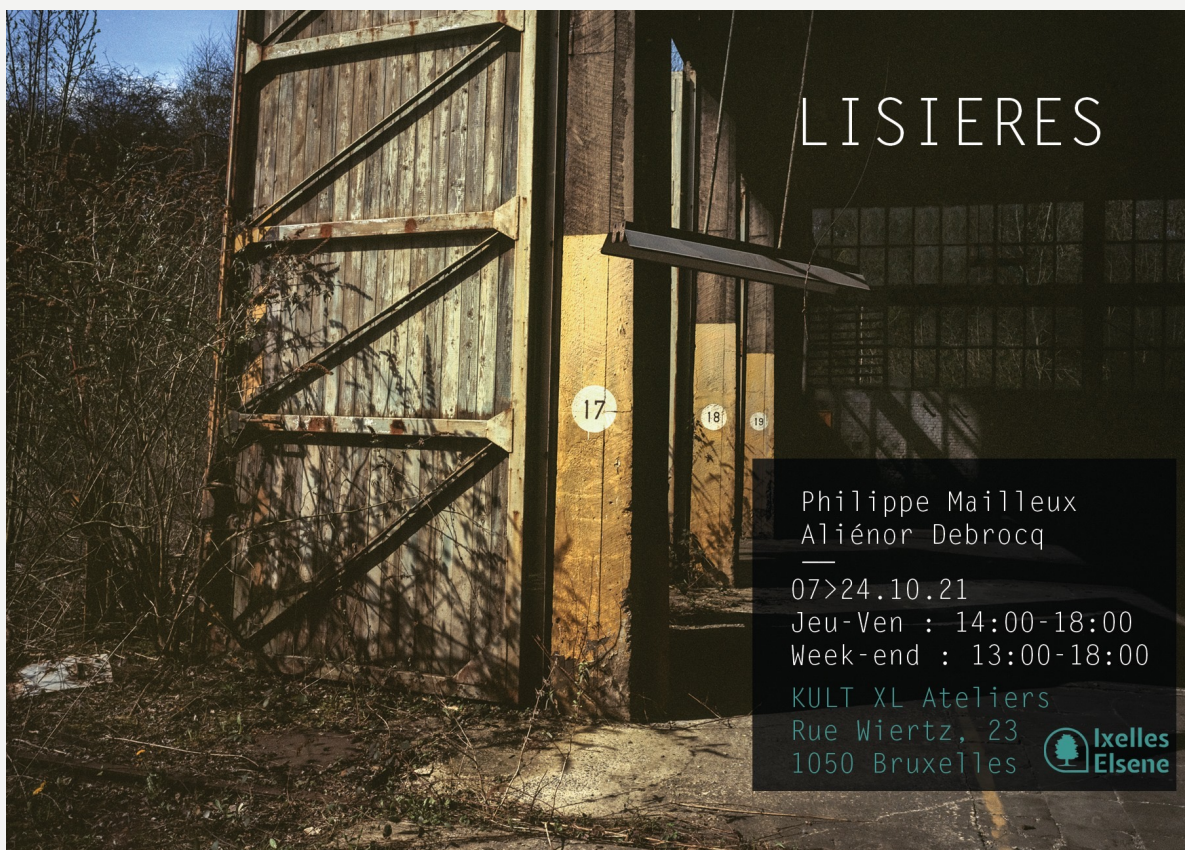 LISIERES
17
18
19
Philippe Mailleux
Aliénor Debrocq
07>24.10.21
Jeu-Ven : 14:00-18:00
Week-end : 13:00-18:00
KULT XL Ateliers
Rue Wiertz, 23
1050 Bruxelles
Ixelles
Elsene